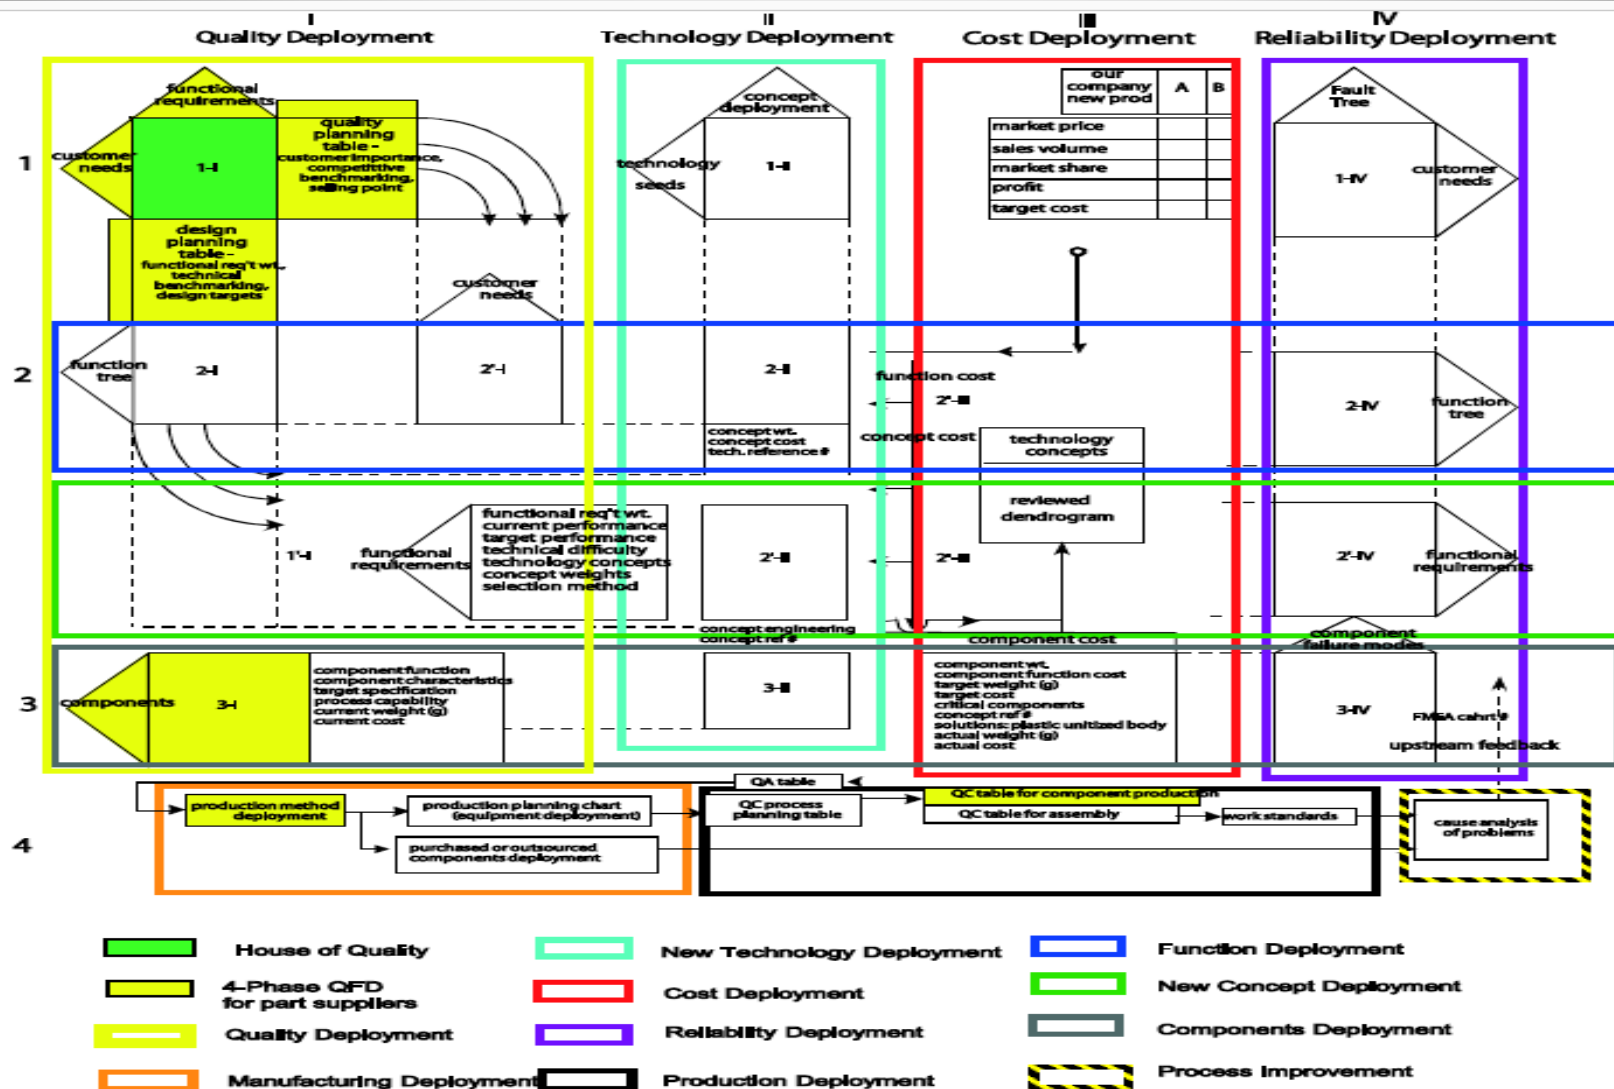 I
II
III
IV
Quality Deployment
Technology Deployment
Cost Deployment
Reliability Deployment
1
functional
requirements
customer
needs
1-I
quality
planning
table -
customer importance,
competitive
benchmarking,
selling point
design
planning
table -
functional req't wt.,
technical
benchmarking,
design targets
customer
needs
concept
deployment
technology
seeds
1-II
our
company
new prod
A
B
market price
sales volume
market share
profit
target cost
Fault
Tree
1-IV
customer
needs
2
function
tree
2-I
2'-I
2-II
concept wt.
concept cost
tech. reference #
function cost
2'-III
concept cost
technology
concepts
2-IV
function
tree
1'-I
functional
requirements
functional req't wt.
current performance
target performance
technical difficulty
technology concepts
concept weights
selection method
2'-II
concept engineering
concept ref #
reviewed
dendrogram
2"-III
2'-IV
functional
requirements
3
components
3-I
component function
component characteristics
target specification
process capability
current weight (g)
current cost
3-II
component cost
component wt.
component function cost
target weight (g)
target cost
critical components
concept ref #
solutions: plastic unitized body
actual weight (g)
actual cost
component
failure modes
3-IV
FMEA cahrt #
upstream feedback
4
production method
deployment
production planning chart
(equipment deployment)
purchased or outsourced
components deployment
QA table
QC process
planning table
QC table for component production
QC table for assembly
work standards
cause analysis
of problems
House of Quality
New Technology Deployment
Function Deployment
4-Phase QFD
for part suppliers
Cost Deployment
New Concept Deployment
Quality Deployment
Reliability Deployment
Components Deployment
Manufacturing Deployment
Production Deployment
Process Improvement